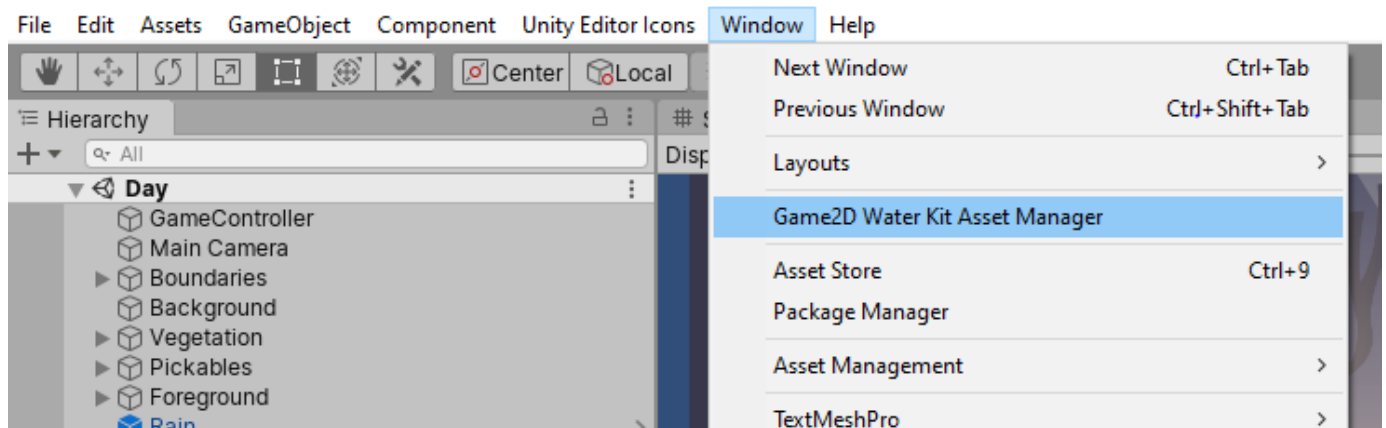 File Edit Assets GameObject Component Unity Editor Icons Window Help
Center Local
Hierarchy
All
Day
GameController
Main Camera
Boundaries
Background
Vegetation
Pickables
Foreground
Rain
Next Window Ctrl+Tab
Previous Window Ctrl+Shift+Tab
Layouts
Game2D Water Kit Asset Manager
Asset Store Ctrl+9
Package Manager
Asset Management
TextMeshPro